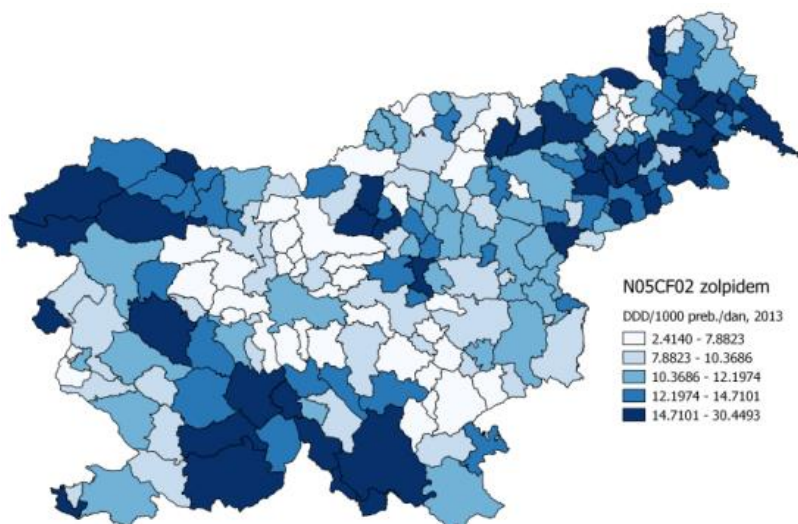 N05CF02 zolpidem
DDD/1000 preb./dan, 2013
2.4140 - 7.8823
7.8823 - 10.3686
10.3686 - 12.1974
12.1974 - 14.7101
14.7101 - 30.4493